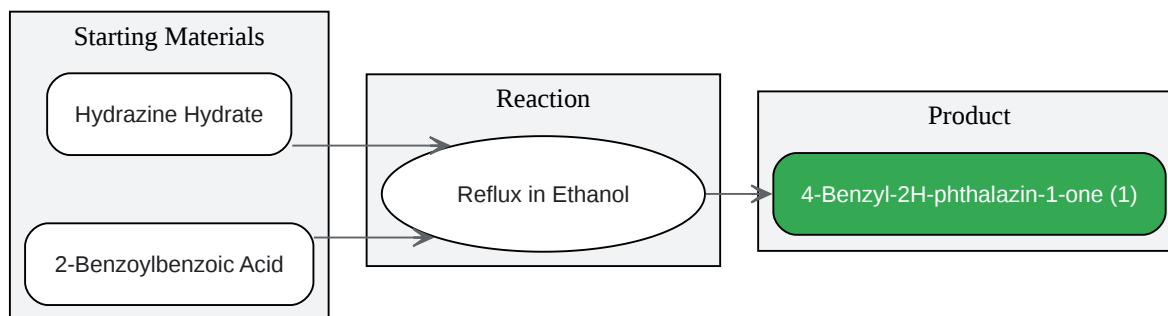 Starting Materials
Hydrazine Hydrate
2-Benzoylbenzoic Acid
Reaction
Reflux in Ethanol
Product
4-Benzyl-2H-phthalazin-1-one (1)